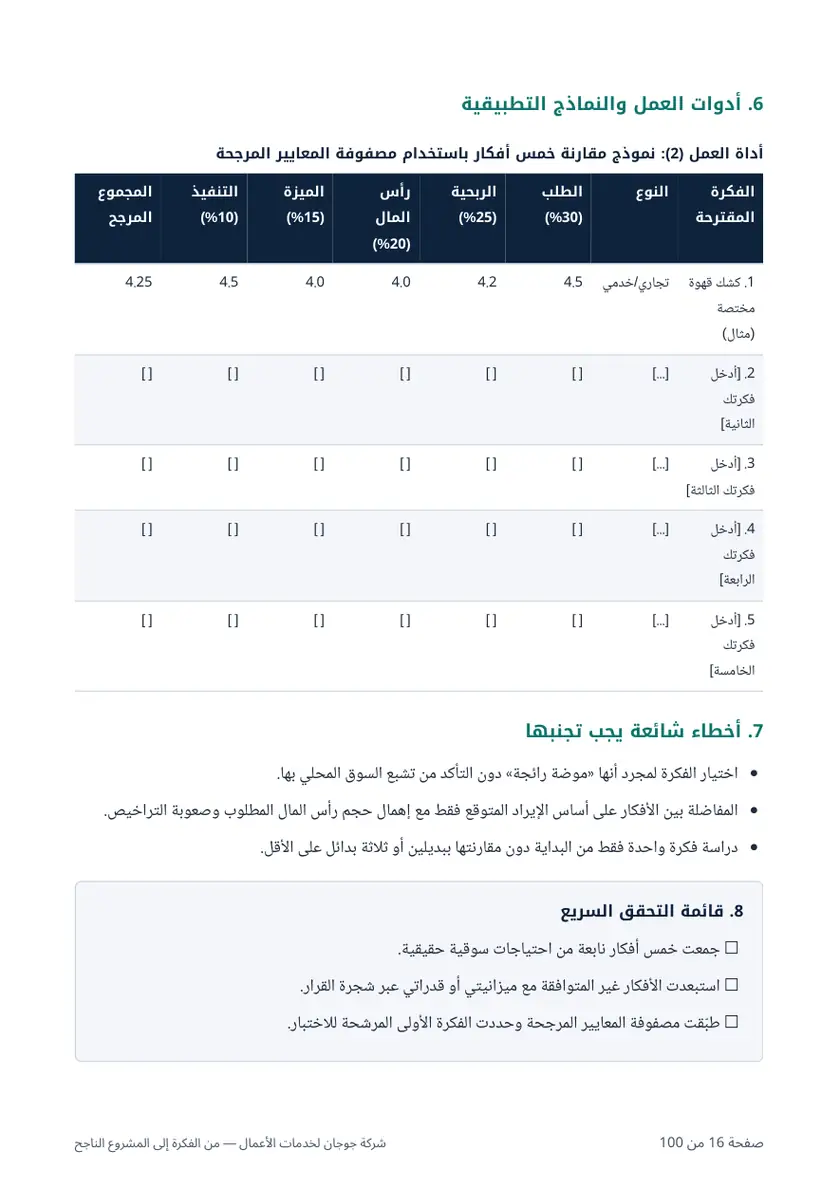 6. أدوات العمل والنماذج التطبيقية
أداة العمل (2): نموذج مقارنة خمس أفكار باستخدام مصفوفة المعايير المرجحة
الفكرة المقترحة | النوع | الطلب (30%) | الربحية (25%) | رأس المال (20%) | الميزة (15%) | التنفيذ (10%) | المجموع المرجح
1. كشك قهوة مختصة (مثال) | تجاري/خدمي | 4.5 | 4.2 | 4.0 | 4.0 | 4.5 | 4.25
2. [أدخل فكرتك الثانية] | [...] | [ ] | [ ] | [ ] | [ ] | [ ] | [ ]
3. [أدخل فكرتك الثالثة] | [...] | [ ] | [ ] | [ ] | [ ] | [ ] | [ ]
4. [أدخل فكرتك الرابعة] | [...] | [ ] | [ ] | [ ] | [ ] | [ ] | [ ]
5. [أدخل فكرتك الخامسة] | [...] | [ ] | [ ] | [ ] | [ ] | [ ] | [ ]
7. أخطاء شائعة يجب تجنبها
• اختيار الفكرة لمجرد أنها «موضة رائجة» دون التأكد من تشبع السوق المحلي بها.
• المفاضلة بين الأفكار على أساس الإيراد المتوقع فقط مع إهمال حجم رأس المال المطلوب وصعوبة التراخيص.
• دراسة فكرة واحدة فقط من البداية دون مقارنتها ببديلين أو ثلاثة بدائل على الأقل.
8. قائمة التحقق السريع
☐ جمعت خمس أفكار نابعة من احتياجات سوقية حقيقية.
☐ استبعدت الأفكار غير المتوافقة مع ميزانيتي أو قدراتي عبر شجرة القرار.
☐ طبّقت مصفوفة المعايير المرجحة وحددت الفكرة الأولى المرشحة للاختبار.
صفحة 16 من 100
شركة جوجان لخدمات الأعمال — من الفكرة إلى المشروع الناجح